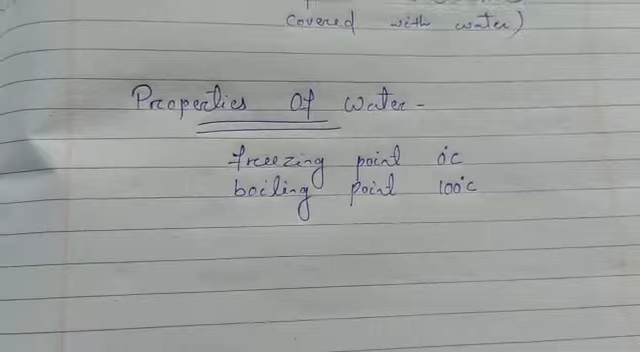 covered with water)
Properties Of Water -
freezing point 0°C
boiling point 100°C